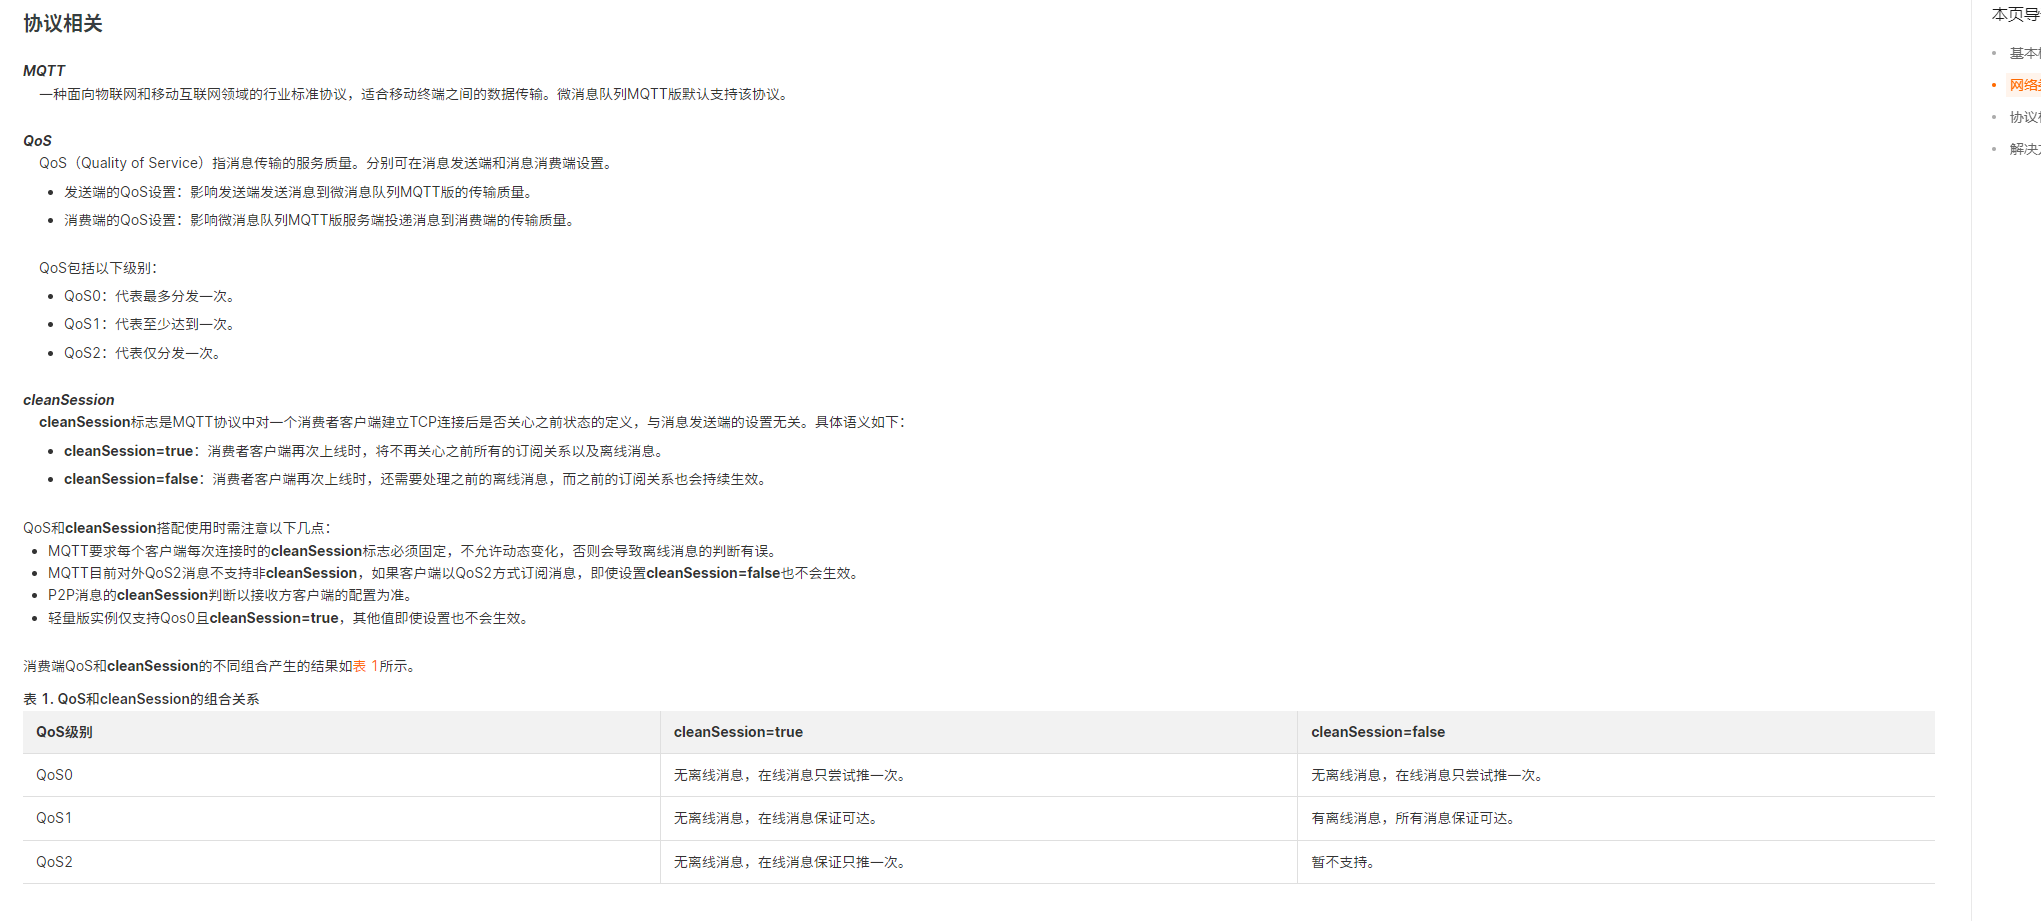 协议相关
MQTT
一种面向物联网和移动互联网领域的行业标准协议，适合移动终端之间的数据传输。微消息队列MQTT版默认支持该协议。
QoS
QoS（Quality of Service）指消息传输的服务质量。分别可在消息发送端和消息消费端设置。
发送端的QoS设置：影响发送端发送消息到微消息队列MQTT版的传输质量。
消费端的QoS设置：影响微消息队列MQTT版服务端投递消息到消费端的传输质量。
QoS包括以下级别：
QoS0：代表最多分发一次。
QoS1：代表至少达到一次。
QoS2：代表仅分发一次。
cleanSession
cleanSession标志是MQTT协议中对一个消费者客户端建立TCP连接后是否关心之前状态的定义，与消息发送端的设置无关。具体语义如下：
cleanSession=true：消费者客户端再次上线时，将不再关心之前所有的订阅关系以及离线消息。
cleanSession=false：消费者客户端再次上线时，还需要处理之前的离线消息，而之前的订阅关系也会持续生效。
QoS和cleanSession搭配使用时需注意以下几点：
MQTT要求每个客户端每次连接时的cleanSession标志必须固定，不允许动态变化，否则会导致离线消息的判断有误。
MQTT目前对外QoS2消息不支持非cleanSession，如果客户端以QoS2方式订阅消息，即使设置cleanSession=false也不会生效。
P2P消息的cleanSession判断以接收方客户端的配置为准。
轻量版实例仅支持Qos0且cleanSession=true，其他值即使设置也不会生效。
消费端QoS和cleanSession的不同组合产生的结果如表 1所示。
表 1. QoS和cleanSession的组合关系
QoS级别 cleanSession=true cleanSession=false
QoS0 无离线消息，在线消息只尝试推一次。 无离线消息，在线消息只尝试推一次。
QoS1 无离线消息，在线消息保证可达。 有离线消息，所有消息保证可达。
QoS2 无离线消息，在线消息保证只推一次。 暂不支持。
本页导
基本
网络
协议
解决